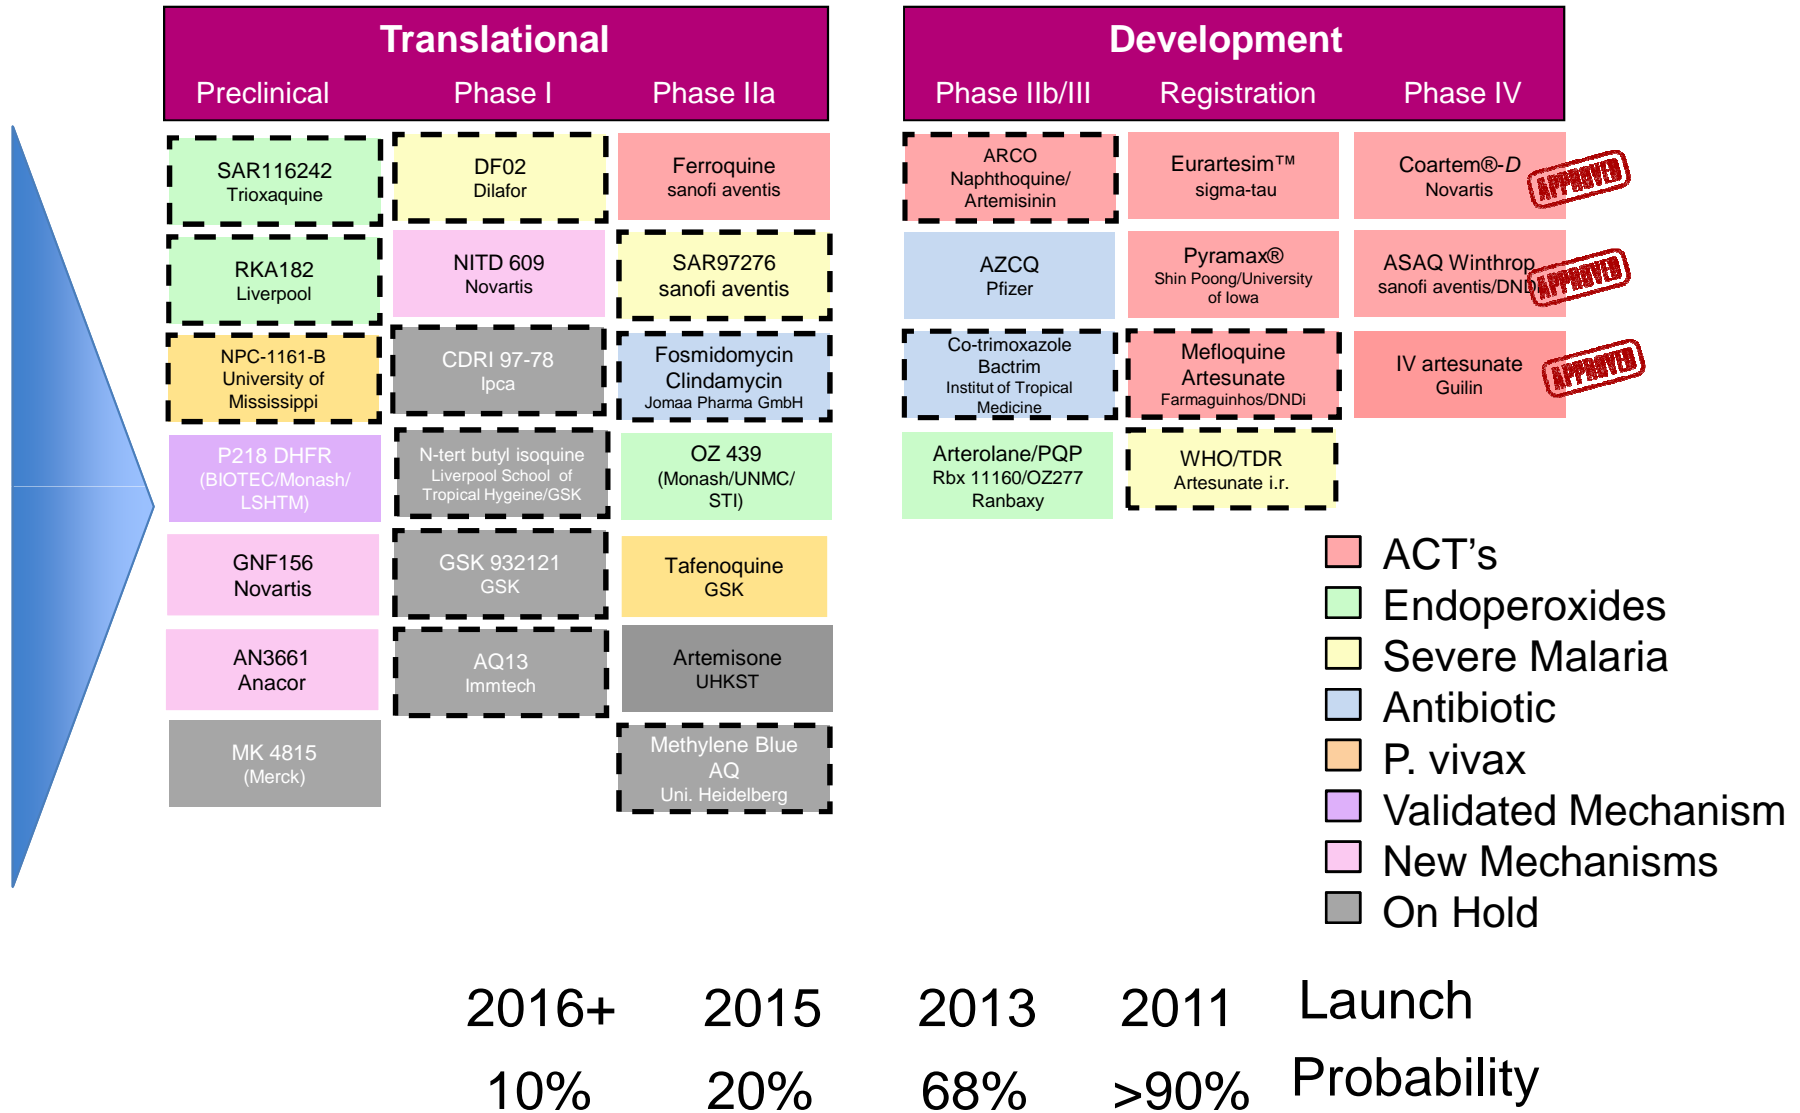 Translational
Preclinical
Phase I
Phase IIa
Development
Phase IIb/III
Registration
Phase IV
SAR116242
Trioxaquine
RKA182
Liverpool
NPC-1161-B
University of
Mississippi
P218 DHFR
(BIOTEC/Monash/
LSHTM)
GNF156
Novartis
AN3661
Anacor
MK 4815
(Merck)
DF02
Dilafor
NITD 609
Novartis
CDRI 97-78
Ipca
N-tert butyl isoquine
Liverpool School of
Tropical Hygeine/GSK
GSK 932121
GSK
AQ13
Immtech
Ferroquine
sanofi aventis
SAR97276
sanofi aventis
Fosmidomycin
Clindamycin
Jomaa Pharma GmbH
OZ 439
(Monash/UNMC/
STI)
Tafenoquine
GSK
Artemisone
UHKST
Methylene Blue
AQ
Uni. Heidelberg
ARCO
Naphthoquine/
Artemisinin
AZCQ
Pfizer
Co-trimoxazole
Bactrim
Institut of Tropical
Medicine
Arterolane/PQP
Rbx 11160/OZ277
Ranbaxy
Eurartesim™
sigma-tau
Pyramax®
Shin Poong/University
of Iowa
Mefloquine
Artesunate
Farmaguinhos/DNDi
WHO/TDR
Artesunate i.r.
Coartem®-D
Novartis
APPROVED
ASAQ Winthrop
sanofi aventis/DNDi
APPROVED
IV artesunate
Guilin
APPROVED
ACT's
Endoperoxides
Severe Malaria
Antibiotic
P. vivax
Validated Mechanism
New Mechanisms
On Hold
2016+ 2015 2013 2011 Launch
10% 20% 68% >90% Probability